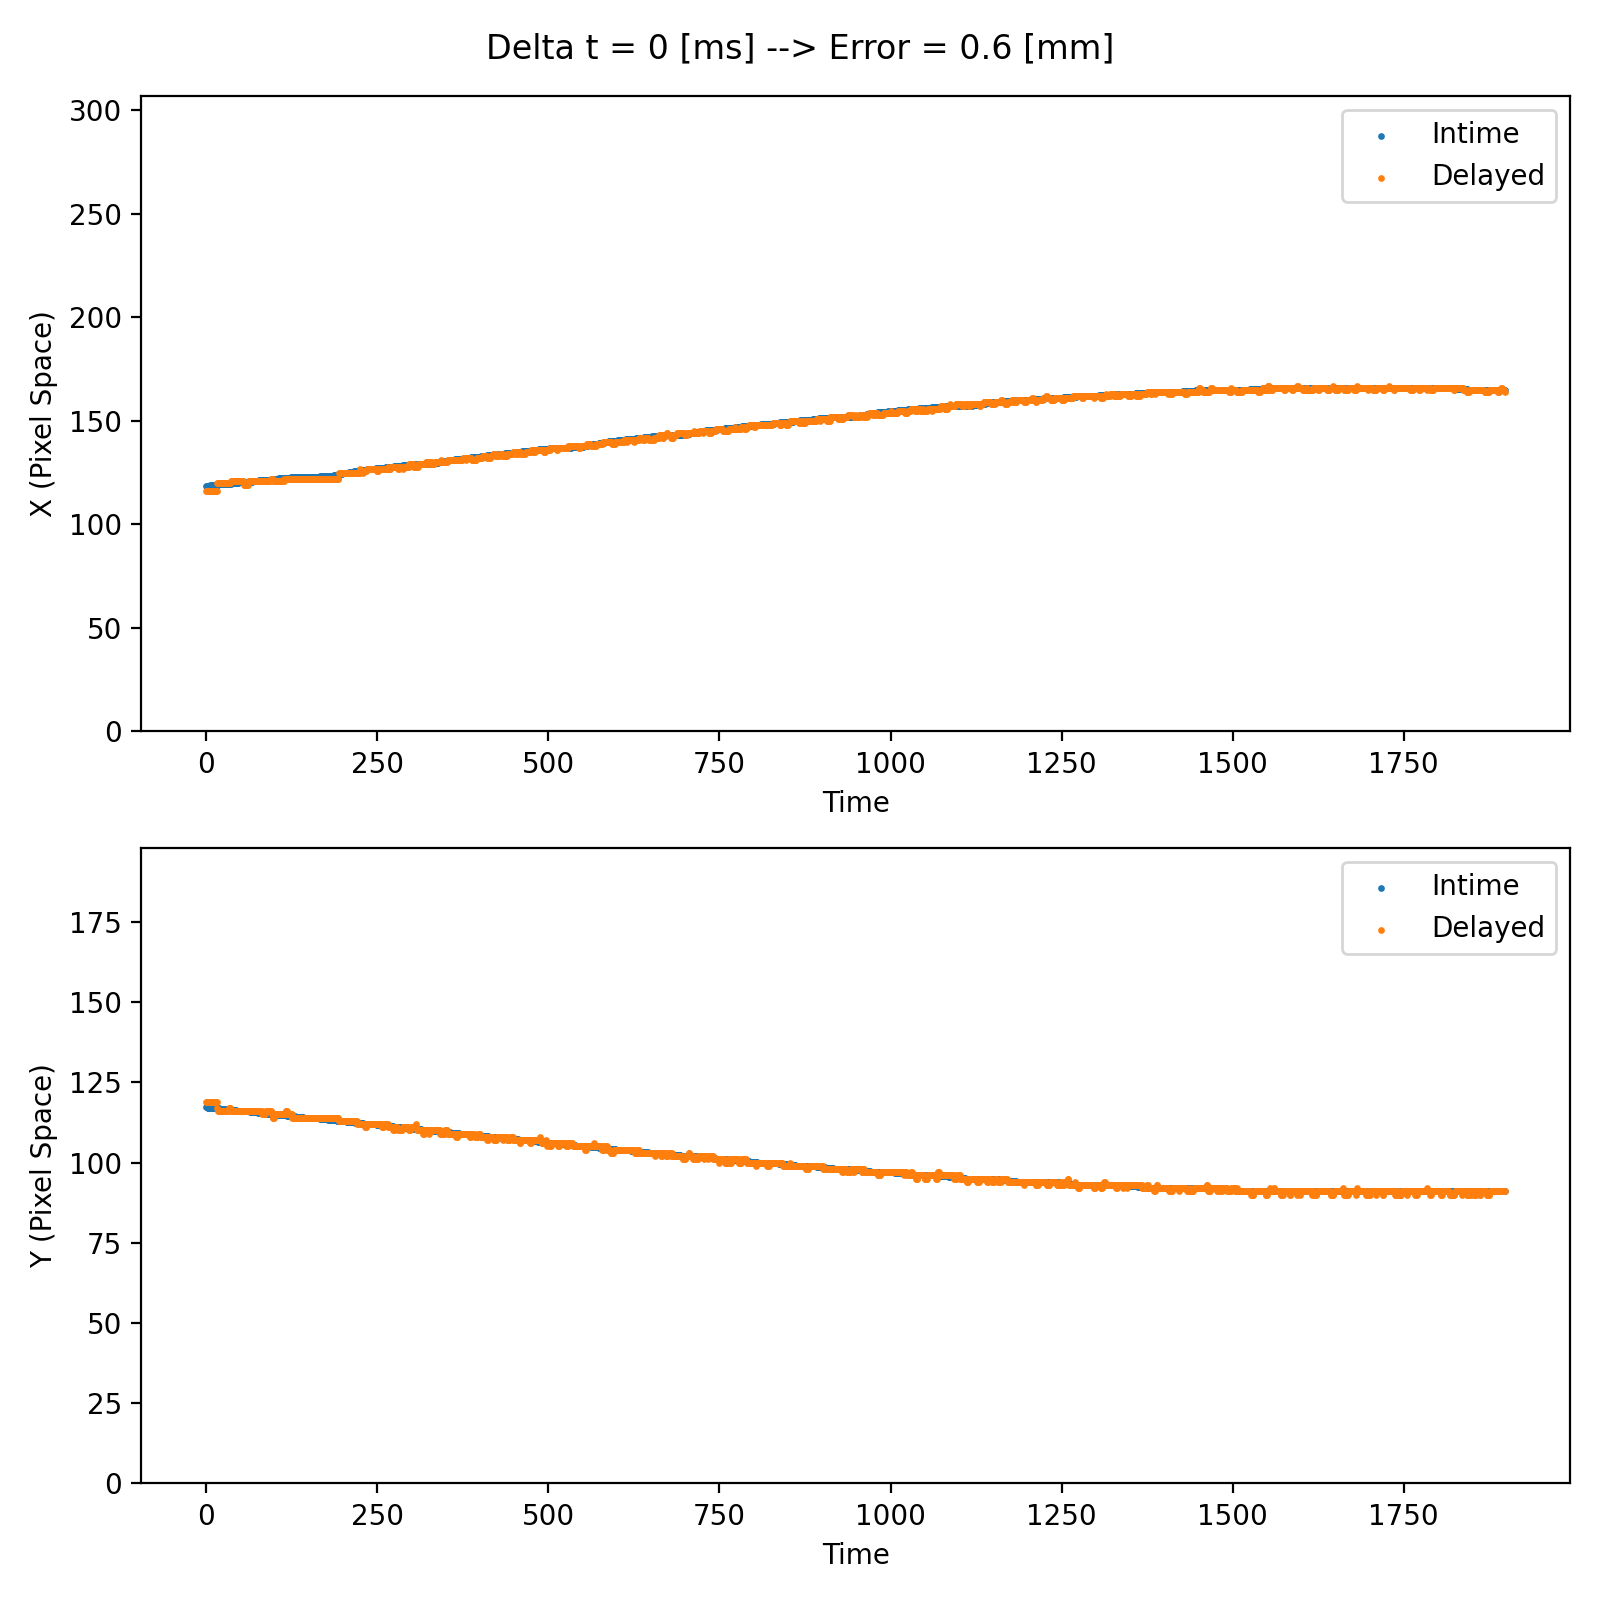 Delta t = 0 [ms] --> Error = 0.6 [mm]
300
250
200
150
100
50
0
X (Pixel Space)
Intime
Delayed
0 250 500 750 1000 1250 1500 1750
Time
175
150
125
100
75
50
25
0
Y (Pixel Space)
Intime
Delayed
0 250 500 750 1000 1250 1500 1750
Time